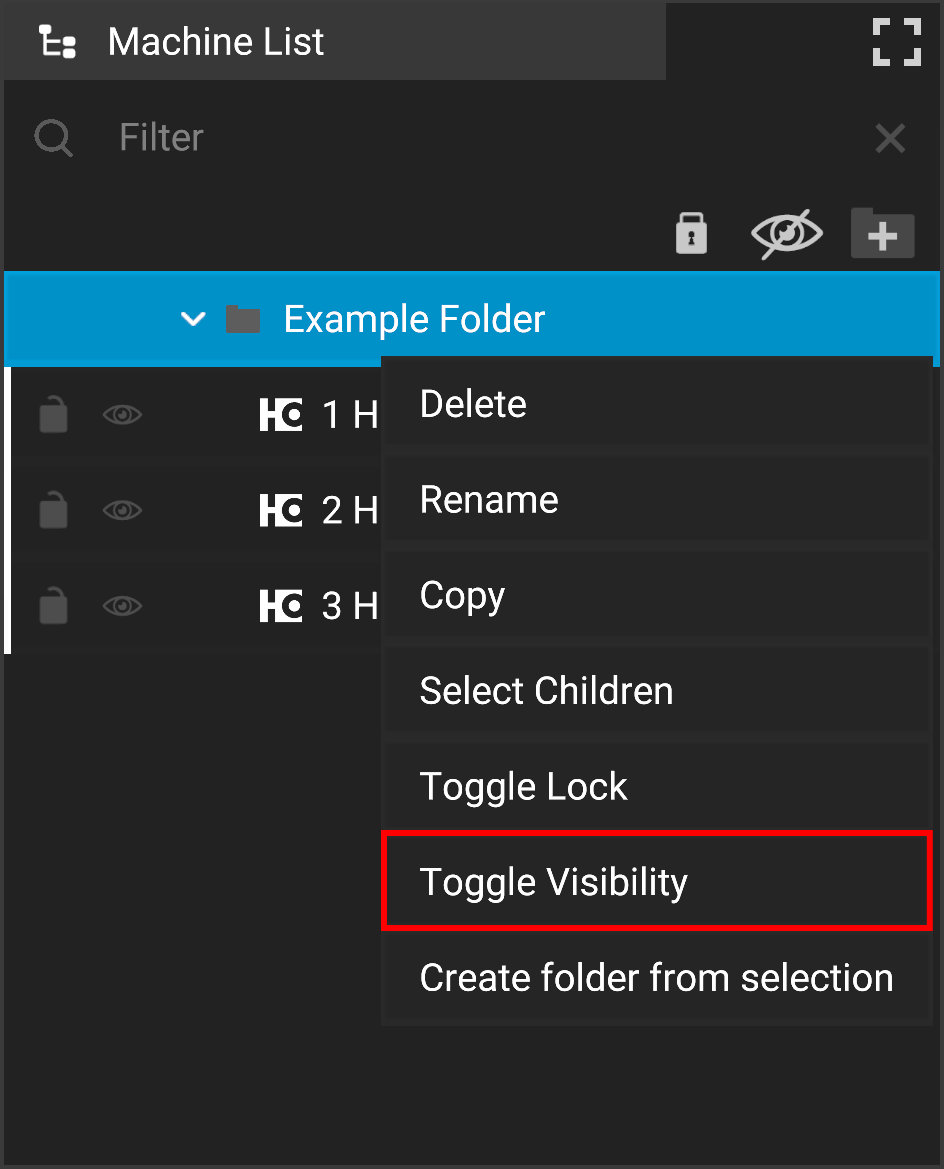 Machine List
Filter
Example Folder
1 H
2 H
3 H
Delete
Rename
Copy
Select Children
Toggle Lock
Toggle Visibility
Create folder from selection